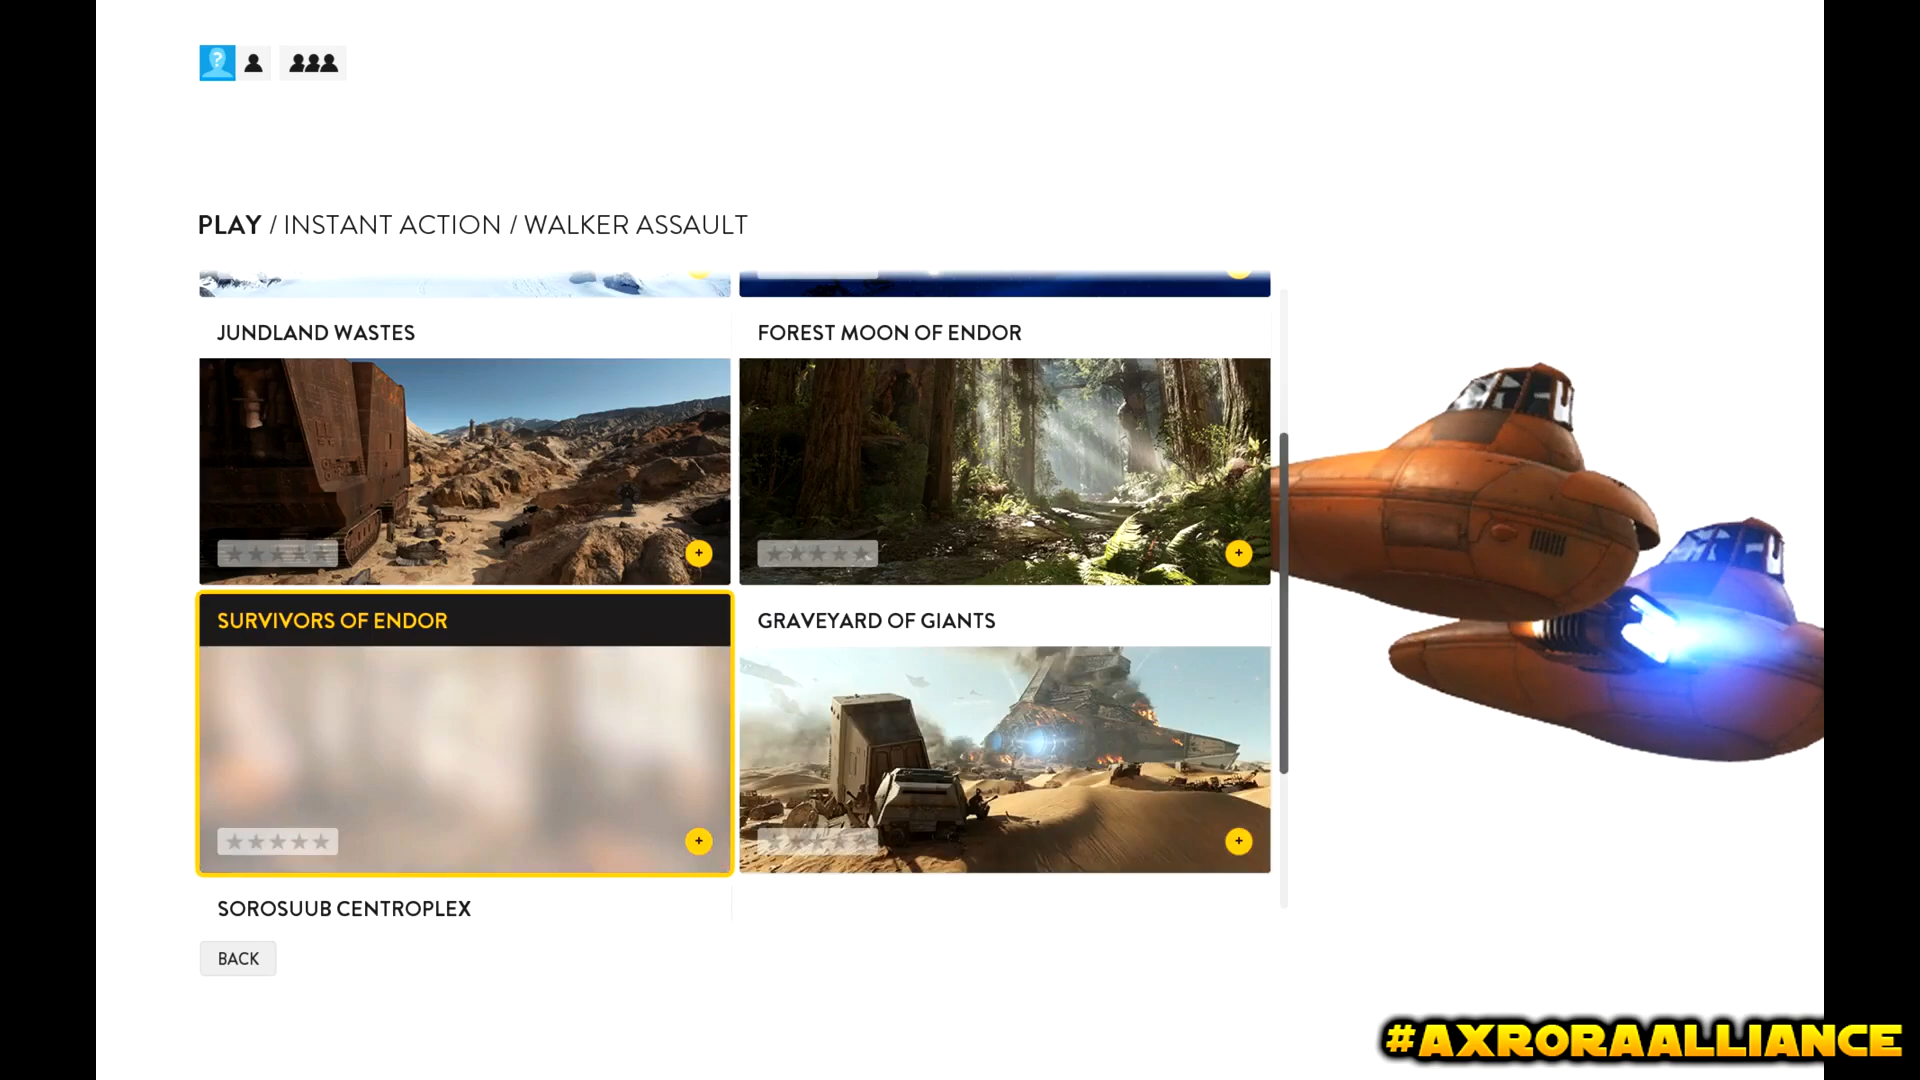 PLAY / INSTANT ACTION / WALKER ASSAULT
JUNDLAND WASTES
FOREST MOON OF ENDOR
SURVIVORS OF ENDOR
GRAVEYARD OF GIANTS
SOROSUUB CENTROPLEX
BACK
#AXRORAALLIANCE